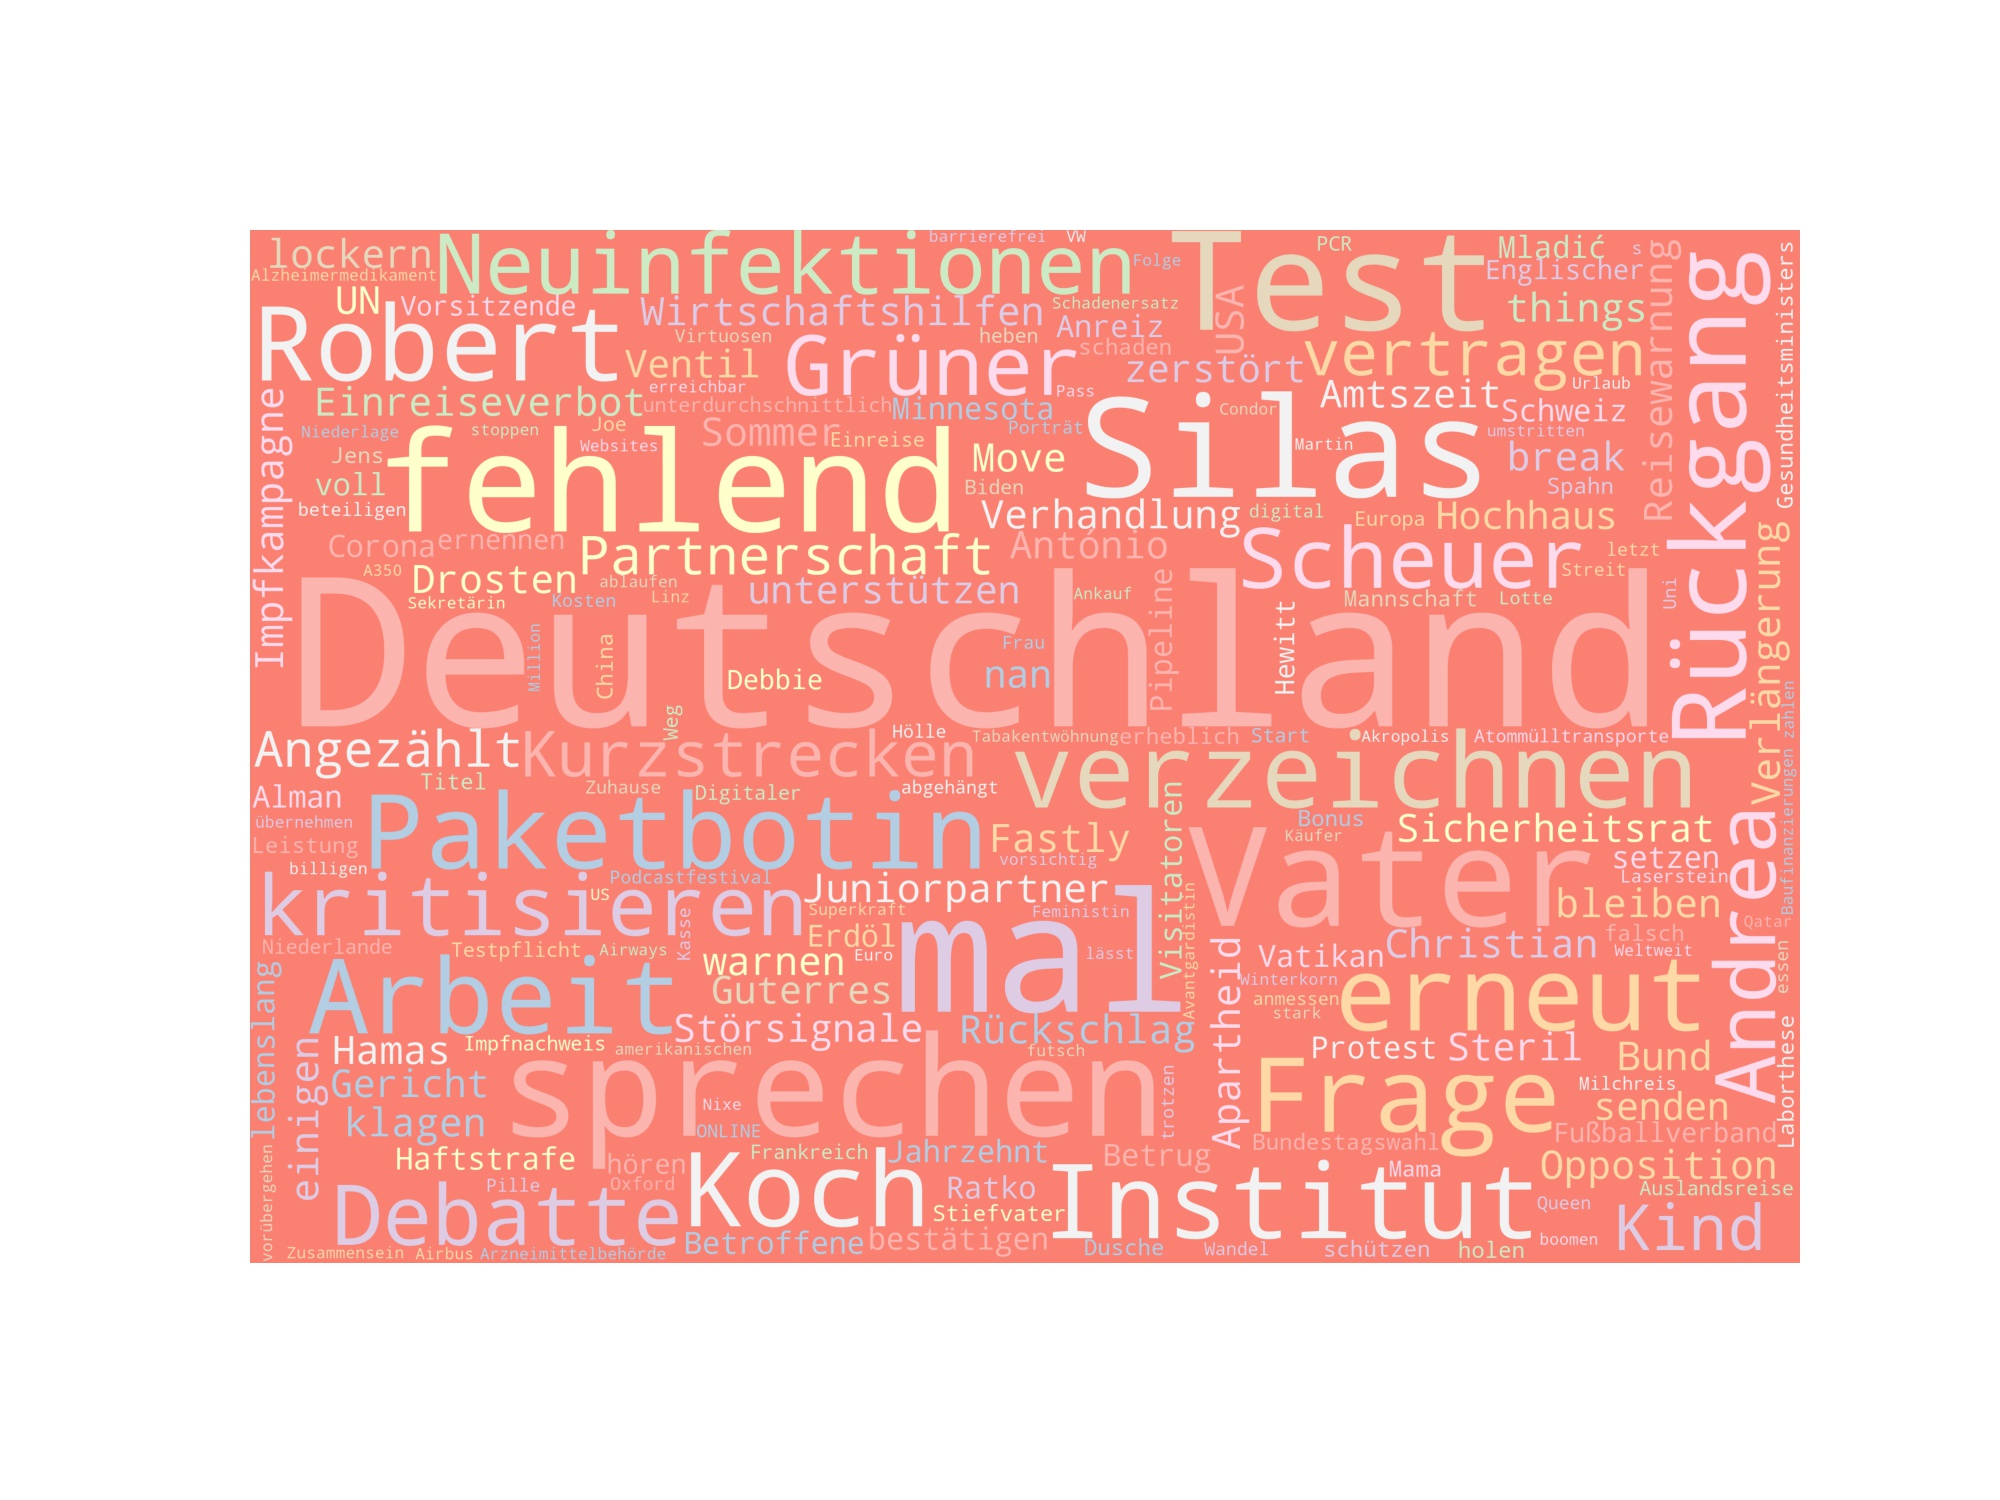 lockern
Neuinfektionen
barrierefrei
VW
Test
PCR
Mladić
s
Alzheimermedikament
Folge
Englischer
UN
Vorsitzende
Wirtschaftshilfen
Schadenersatz
things
Robert
Virtuosen
heben
Anreiz
USA
Reisewarnung
Rückgang
Gesundheitsministers
Ventil
Grüner
schaden
vertragen
zerstört
erreichbar
Pass
Urlaub
Impfkampagne
Einreiseverbot
unterdurchschnittlich
Minnesota
Silas
Condor
Amtszeit
Schweiz
Niederlage
stoppen
Joe
Websites
Sommer
Einreise
Porträt
Martin
umstritten
Jens
fehlend
Move
break
voll
Biden
Spahn
beteiligen
Verhandlung
digital
Europa
Hochhaus
Corona
ernennen
Partnerschaft
António
Scheuer
letzt
A350
Drosten
ablaufen
unterstützen
Streit
Verlängerung
Sekretärin
Kosten
Linz
Ankauf
Pipeline
Hewitt
Mannschaft
Lotte
Uni
Deutschland
Million
China
Frau
Debbie
nan
Weg
Hölle
Angezählt
Kurzstrecken
Tabakentwöhnung
erheblich
Start
Akropolis
Atommülltransporte
zahlen
verzeichnen
Titel
Zuhause
Digitaler
abgehängt
Visitatoren
Alman
Paketbotin
Bonus
Baufinanzierungen
übernehmen
Fastly
Käufer
Sicherheitsrat
Andrea
Leistung
vorsichtig
Vater
setzen
billigen
Podcastfestival
Juniorpartner
Laserstein
kritisieren
US
Superkraft
mal
Feministin
Avantgardistin
bleiben
Qatar
Kasse
Erdöl
Niederlande
Testpflicht
Airways
warnen
Euro
lässt
Apartheid
Vatikan
Christian
falsch
Weltweit
essen
lebenslang
Arbeit
Guterres
Winterkorn
erneut
anmessen
stark
Störsignale
Rückschlag
einigen
Hamas
Impfnachweis
amerikanischen
futsch
Protest
Steril
Bund
Laborthese
Gericht
sprechen
trotzen
Frage
Milchreis
Nixe
senden
klagen
ONLINE
Bundestagswahl
Fußballverband
vorübergehen
Haftstrafe
hören
Frankreich
Jahrzehnt
Betrug
Opposition
Pille
Oxford
Koch
Ratko
Institut
Mama
Auslandsreise
Debatte
Stiefvater
Queen
Kind
Betroffene
bestätigen
Dusche
Wandel
schützen
holen
boomen
Zusammensein
Airbus
Arzneimittelbehörde